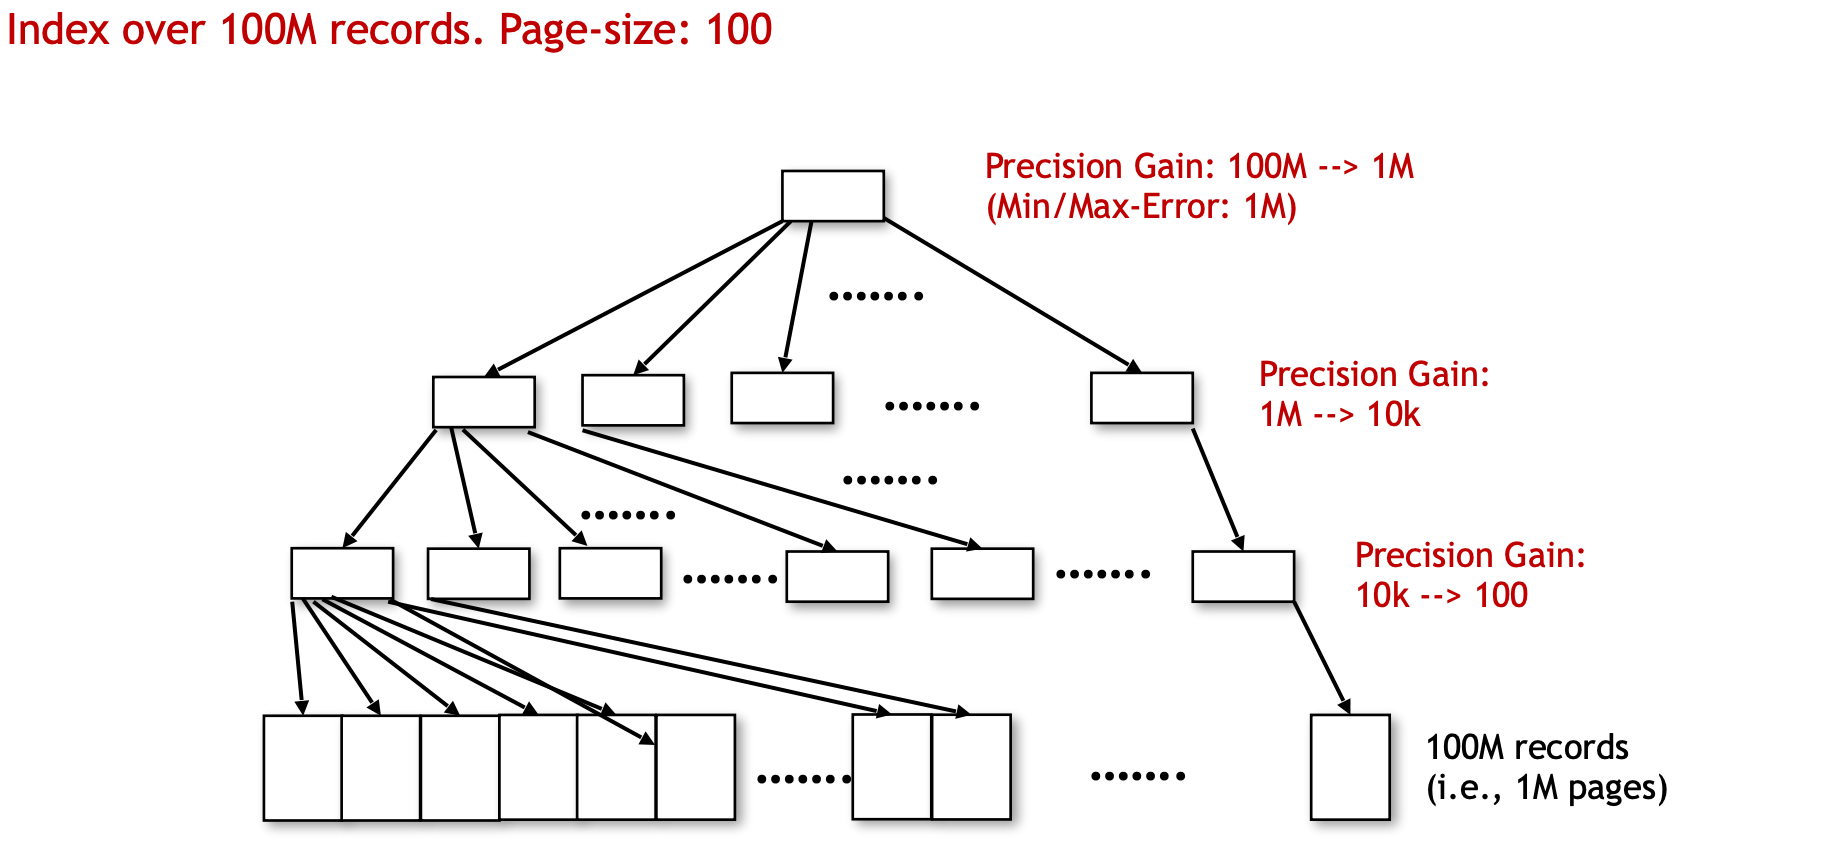 Index over 100M records. Page-size: 100
Precision Gain: 100M --> 1M
(Min/Max-Error: 1M)
Precision Gain:
1M --> 10k
Precision Gain:
10k --> 100
100M records
(i.e., 1M pages)